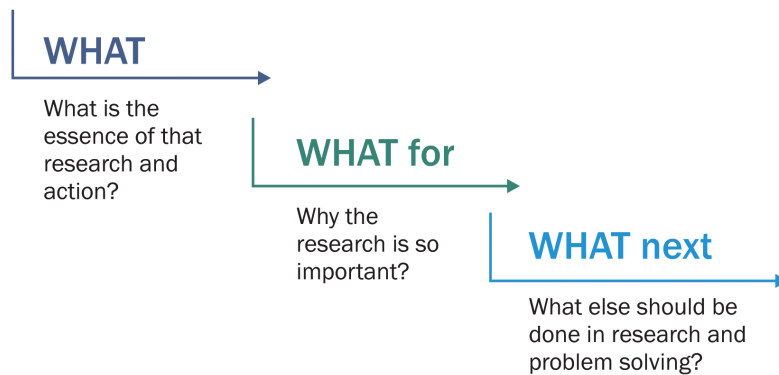 WHAT
What is the
essence of that
research and
action?
WHAT for
Why the
research is so
important?
WHAT next
What else should be
done in research and
problem solving?